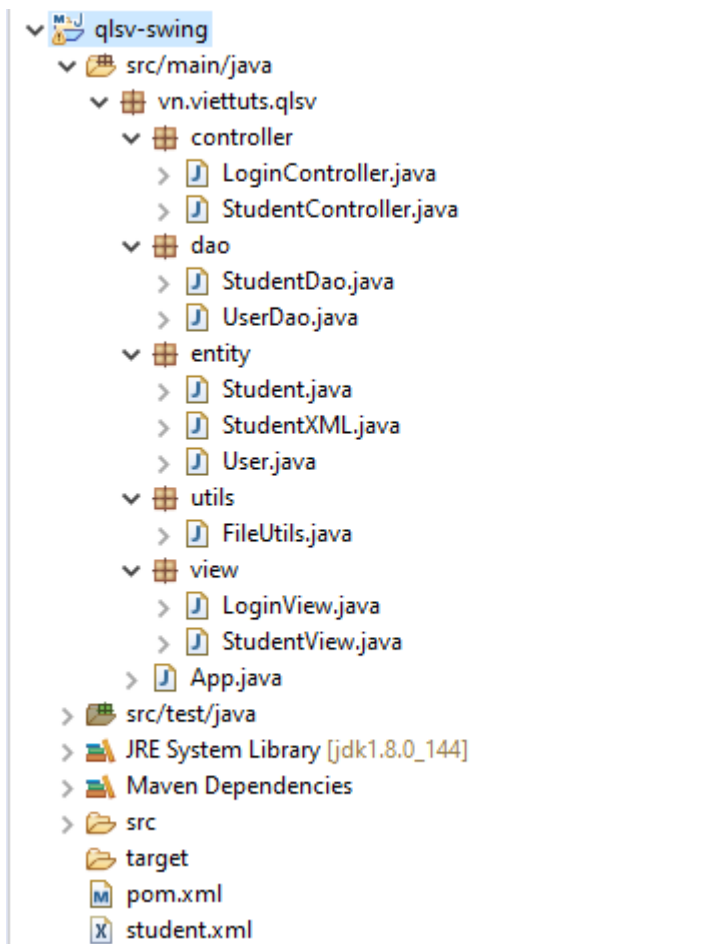 qlsv-swing
src/main/java
vn.viettuts.qlsv
controller
LoginController.java
StudentController.java
dao
StudentDao.java
UserDao.java
entity
Student.java
StudentXML.java
User.java
utils
FileUtils.java
view
LoginView.java
StudentView.java
App.java
src/test/java
JRE System Library [jdk1.8.0_144]
Maven Dependencies
src
target
pom.xml
student.xml